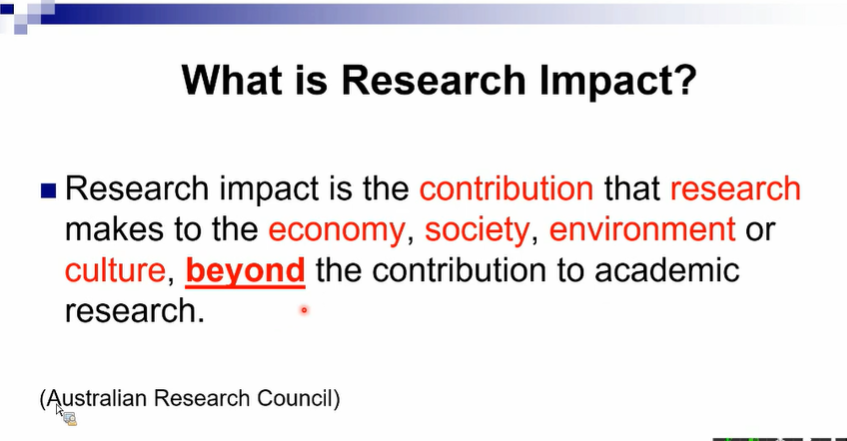 What is Research Impact?
Research impact is the contribution that research
makes to the economy, society, environment or
culture, beyond the contribution to academic
research.
(Australian Research Council)